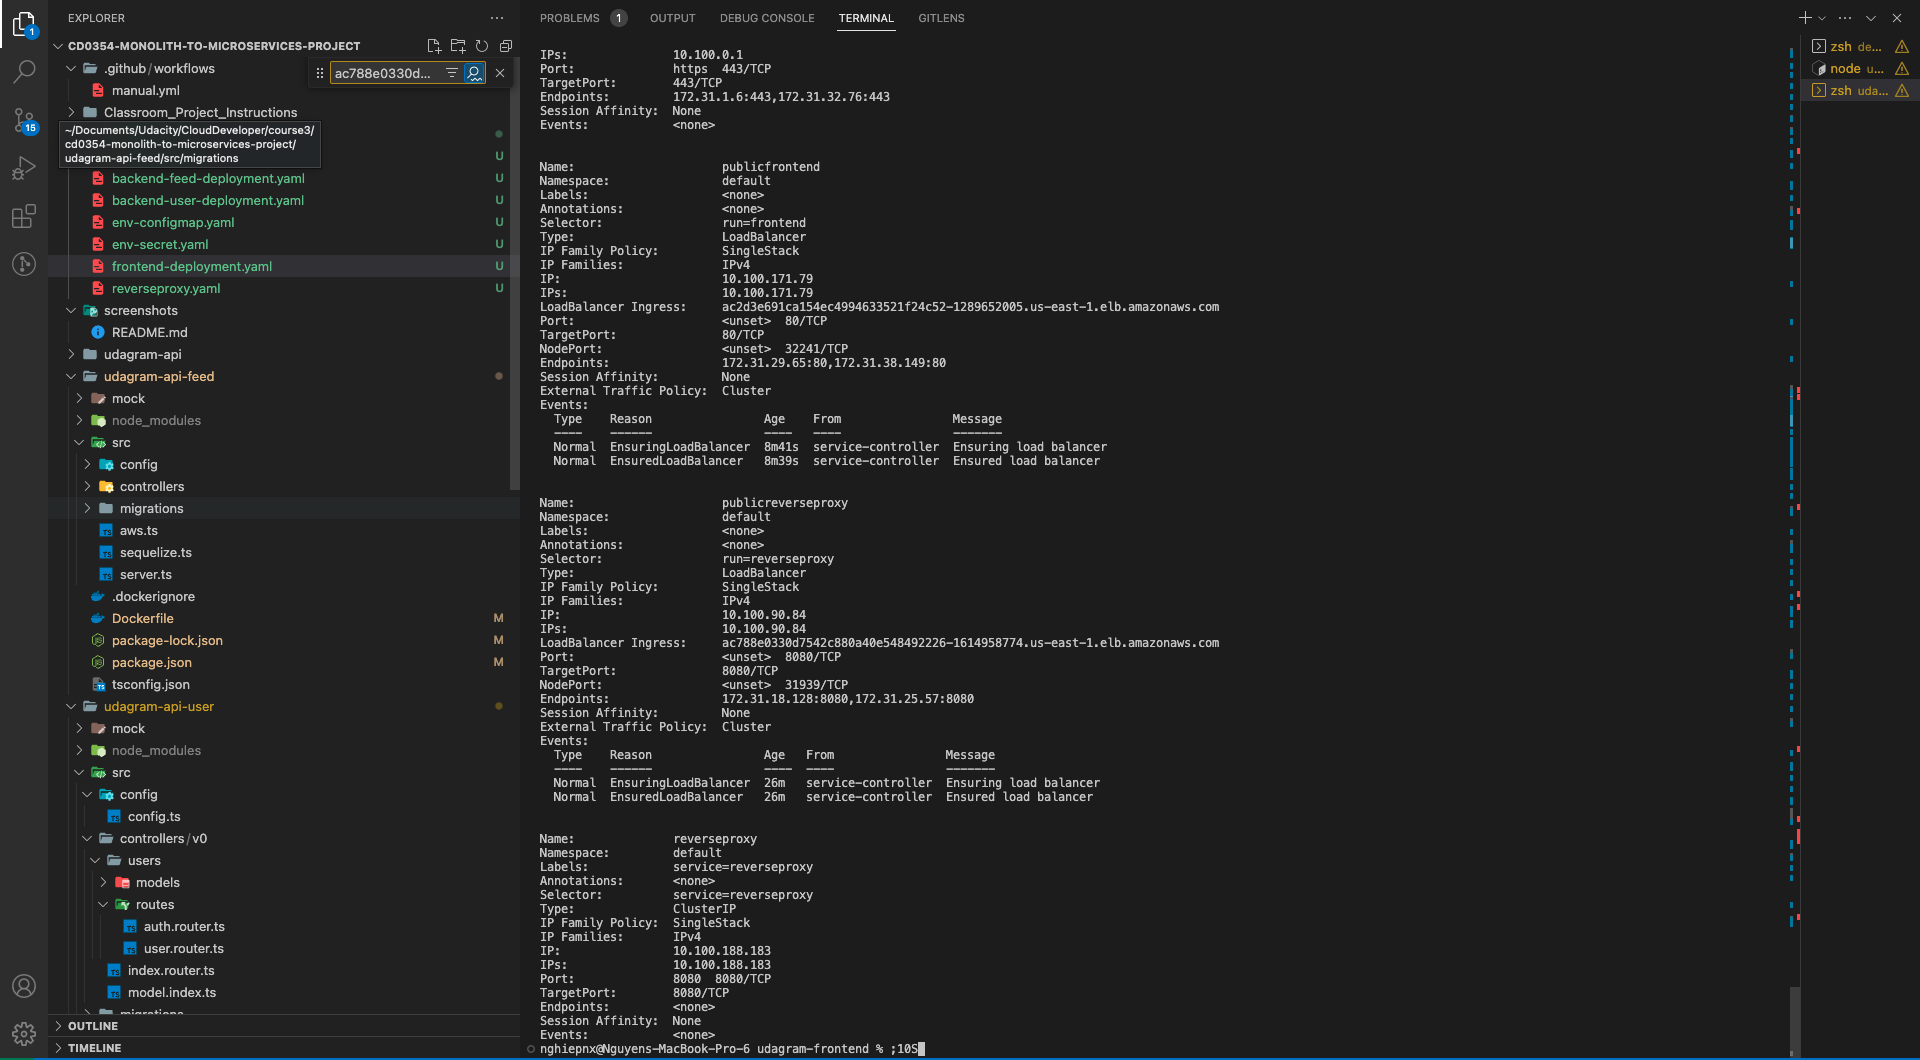 EXPLORER
CD0354-MONOLITH-TO-MICROSERVICES-PROJECT
ac788e0330d...
.github/workflows
manual.yml
Classroom_Project_Instructions
~/Documents/Udacity/CloudDeveloper/course3/
cd0354-monolith-to-microservices-project/
udagram-api-feed/src/migrations
U
backend-feed-deployment.yaml U
backend-user-deployment.yaml U
env-configmap.yaml U
env-secret.yaml U
frontend-deployment.yaml U
reverseproxy.yaml U
screenshots
README.md
udagram-api
udagram-api-feed
mock
node_modules
src
config
controllers
migrations
aws.ts
sequelize.ts
server.ts
.dockerignore
Dockerfile M
package-lock.json M
package.json M
tsconfig.json
udagram-api-user
mock
node_modules
src
config
config.ts
controllers/v0
users
models
routes
auth.router.ts
user.router.ts
index.router.ts
model.index.ts
migrations
OUTLINE
TIMELINE
1
15
PROBLEMS 1 OUTPUT DEBUG CONSOLE TERMINAL GITLENS
IPs: 10.100.0.1
Port: https 443/TCP
TargetPort: 443/TCP
Endpoints: 172.31.1.6:443,172.31.32.76:443
Session Affinity: None
Events: <none>
Name: publicfrontend
Namespace: default
Labels: <none>
Annotations: <none>
Selector: run=frontend
Type: LoadBalancer
IP Family Policy: SingleStack
IP Families: IPv4
IP: 10.100.171.79
IPs: 10.100.171.79
LoadBalancer Ingress: ac2d3e691ca154ec4994633521f24c52-1289652005.us-east-1.elb.amazonaws.com
Port: <unset> 80/TCP
TargetPort: 80/TCP
NodePort: <unset> 32241/TCP
Endpoints: 172.31.29.65:80,172.31.38.149:80
Session Affinity: None
External Traffic Policy: Cluster
Events:
Type Reason Age From Message
---- ------ ---- ---- -------
Normal EnsuringLoadBalancer 8m41s service-controller Ensuring load balancer
Normal EnsuredLoadBalancer 8m39s service-controller Ensured load balancer
Name: publicreverseproxy
Namespace: default
Labels: <none>
Annotations: <none>
Selector: run=reverseproxy
Type: LoadBalancer
IP Family Policy: SingleStack
IP Families: IPv4
IP: 10.100.90.84
IPs: 10.100.90.84
LoadBalancer Ingress: ac788e0330d7542c880a40e548492226-1614958774.us-east-1.elb.amazonaws.com
Port: <unset> 8080/TCP
TargetPort: 8080/TCP
NodePort: <unset> 31939/TCP
Endpoints: 172.31.18.128:8080,172.31.25.57:8080
Session Affinity: None
External Traffic Policy: Cluster
Events:
Type Reason Age From Message
---- ------ ---- ---- -------
Normal EnsuringLoadBalancer 26m service-controller Ensuring load balancer
Normal EnsuredLoadBalancer 26m service-controller Ensured load balancer
Name: reverseproxy
Namespace: default
Labels: service=reverseproxy
Annotations: <none>
Selector: service=reverseproxy
Type: ClusterIP
IP Family Policy: SingleStack
IP Families: IPv4
IP: 10.100.188.183
IPs: 10.100.188.183
Port: 8080 8080/TCP
TargetPort: 8080/TCP
Endpoints: <none>
Session Affinity: None
Events: <none>
nghiepnx@Nguyens-MacBook-Pro-6 udagram-frontend % ;10S
zsh de...
node u...
zsh uda...